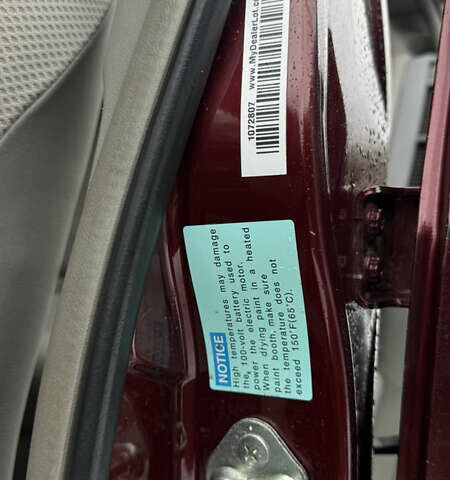 1072807 www.MyDealerLot.c
NOTICE
High temperatures may damage
the 100-volt battery used to
power the electric motor.
When drying paint in a heated
paint booth, make sure
the temperature does not
exceed 150°F(65°C).